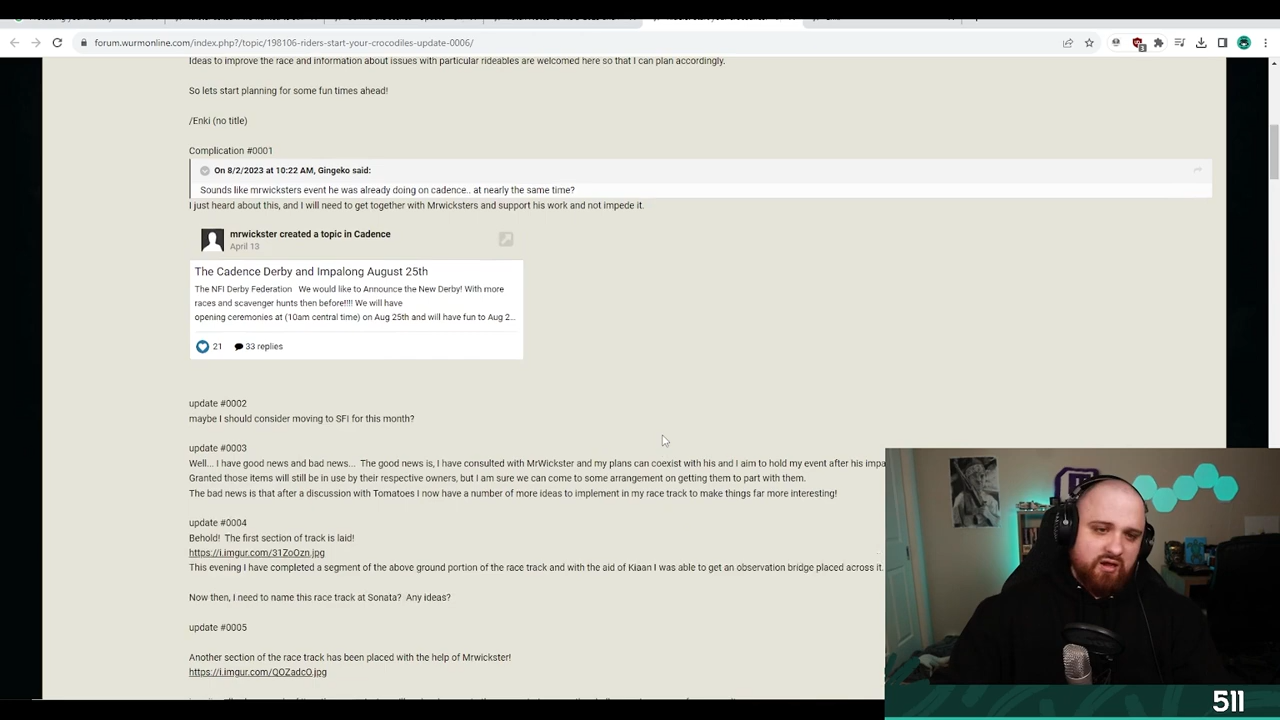 forum.wurmonline.com/index.php?/topic/198106-riders-start-your-crocodiles-update-0006/
Ideas to improve the race and information about issues with particular rideables are welcomed here so that I can plan accordingly.
So lets start planning for some fun times ahead!
/Enki (no title)
Complication #0001
On 8/2/2023 at 10:22 AM, Gingeko said:
Sounds like mrwicksters event he was already doing on cadence.. at nearly the same time?
I just heard about this, and I will need to get together with Mrwicksters and support his work and not impede it.
mrwickster created a topic in Cadence
April 13
The Cadence Derby and Impalong August 25th
The NFI Derby Federation We would like to Announce the New Derby! With more
races and scavenger hunts then before!!!! We will have
opening ceremonies at (10am central time) on Aug 25th and will have fun to Aug 2...
21 33 replies
update #0002
maybe I should consider moving to SFI for this month?
update #0003
Well... I have good news and bad news... The good news is, I have consulted with MrWickster and my plans can coexist with his and I aim to hold my event after his impa
Granted those items will still be in use by their respective owners, but I am sure we can come to some arrangement on getting them to part with them.
The bad news is that after a discussion with Tomatoes I now have a number of more ideas to implement in my race track to make things far more interesting!
update #0004
Behold! The first section of track is laid!
https://i.imgur.com/31ZoOzn.jpg
This evening I have completed a segment of the above ground portion of the race track and with the aid of Kiaan I was able to get an observation bridge placed across it.
Now then, I need to name this race track at Sonata? Any ideas?
update #0005
Another section of the race track has been placed with the help of Mrwickster!
https://i.imgur.com/QOZadcO.jpg
511